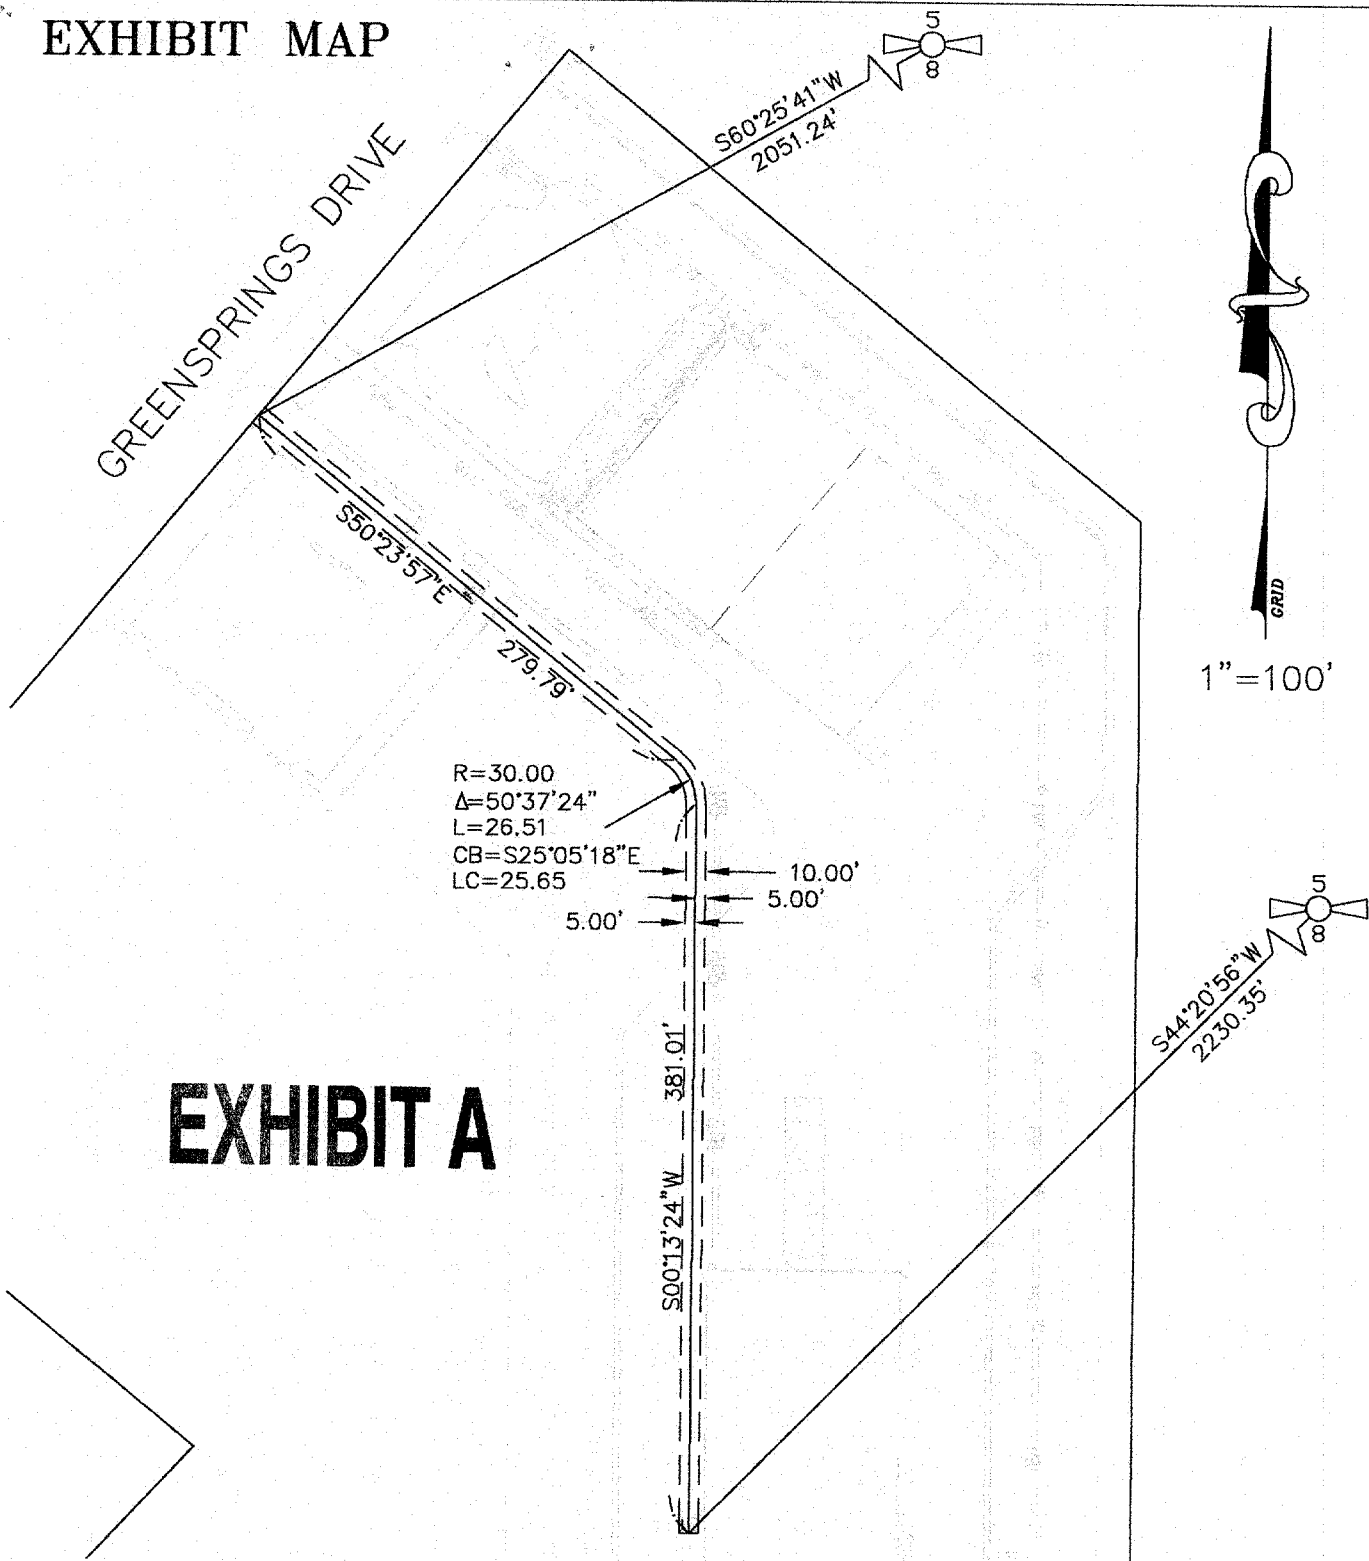 EXHIBIT MAP
5
8
S60°25'41"W
2051.24'
GREENSPRINGS DRIVE
GRID
1"=100'
S50°23'57"E
279.79'
R=30.00
Δ=50°37'24"
L=26.51
CB=S25°05'18"E
LC=25.65
10.00'
5.00'
5.00'
5
8
S44°20'56"W
2230.35'
381.01'
S00°13'24"W
EXHIBIT A